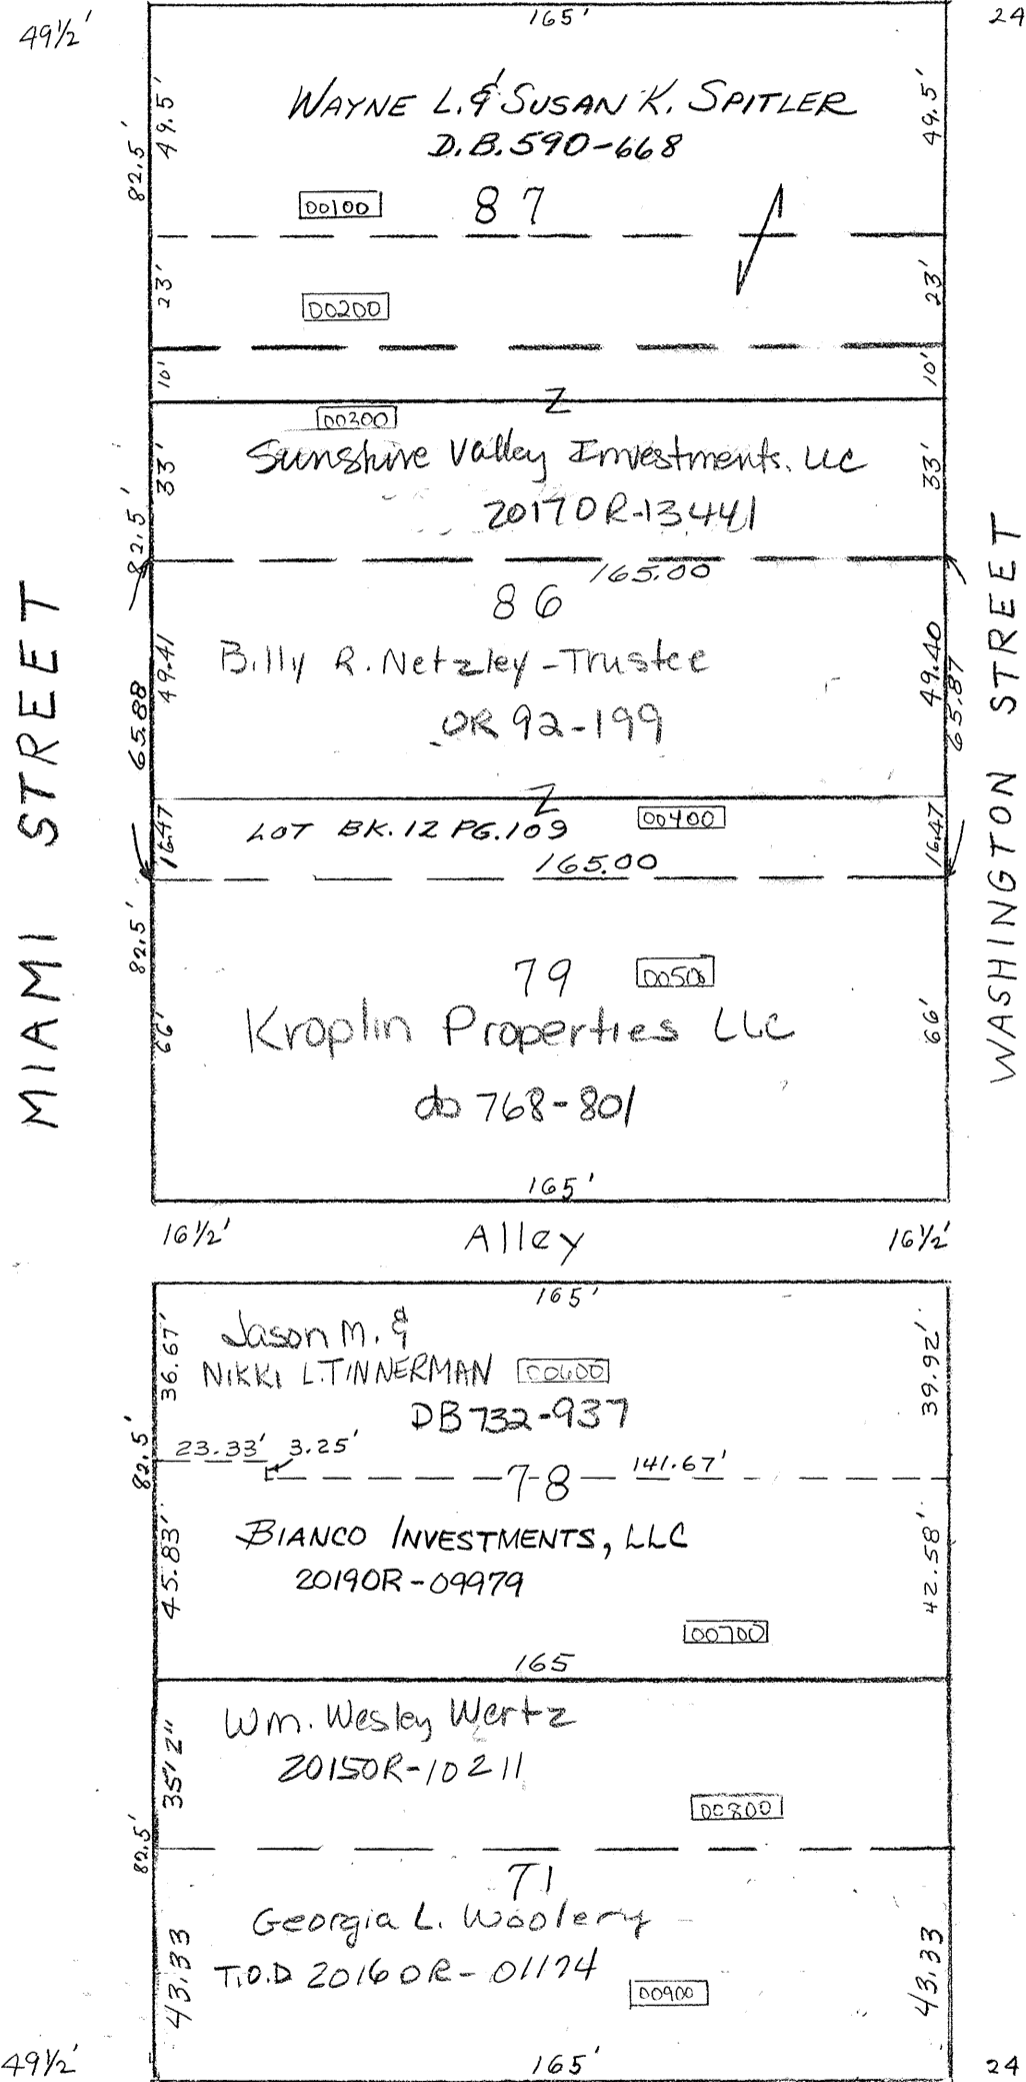 49½'
165'
24
82.5'
49.5'
WAYNE L. & SUSAN K. SPITLER
D.B. 590-668
49.5'
00100
87
23'
00200
23'
10'
10'
Z
00300
82.5'
33'
Sunshine Valley Investments. LLC
2017OR-13441
33'
165.00
86
65.88
49.41
Billy R. Netzley - Trustee
OR 92-199
49.40
65.87
MIAMI STREET
WASHINGTON STREET
Z
16.47
LOT BK. 12 PG. 109
00400
16.47
165.00
82.5'
79
00500
66'
Kroplin Properties LLC
db 768-801
66'
165'
16½'
Alley
16½'
165'
36.67'
Jason M. &
NIKKI L. TINNERMAN
00600
DB 732-937
39.92'
82.5'
23.33'
3.25'
78
141.67'
45.83'
BIANCO INVESTMENTS, LLC
2019OR-09979
42.58'
00700
165
35'2"
Wm. Wesley Wertz
2015OR-10211
00800
82.5'
71
Georgia L. Woolery
T.O.D 2016OR-01174
43.33
00900
43.33
49½'
165'
24